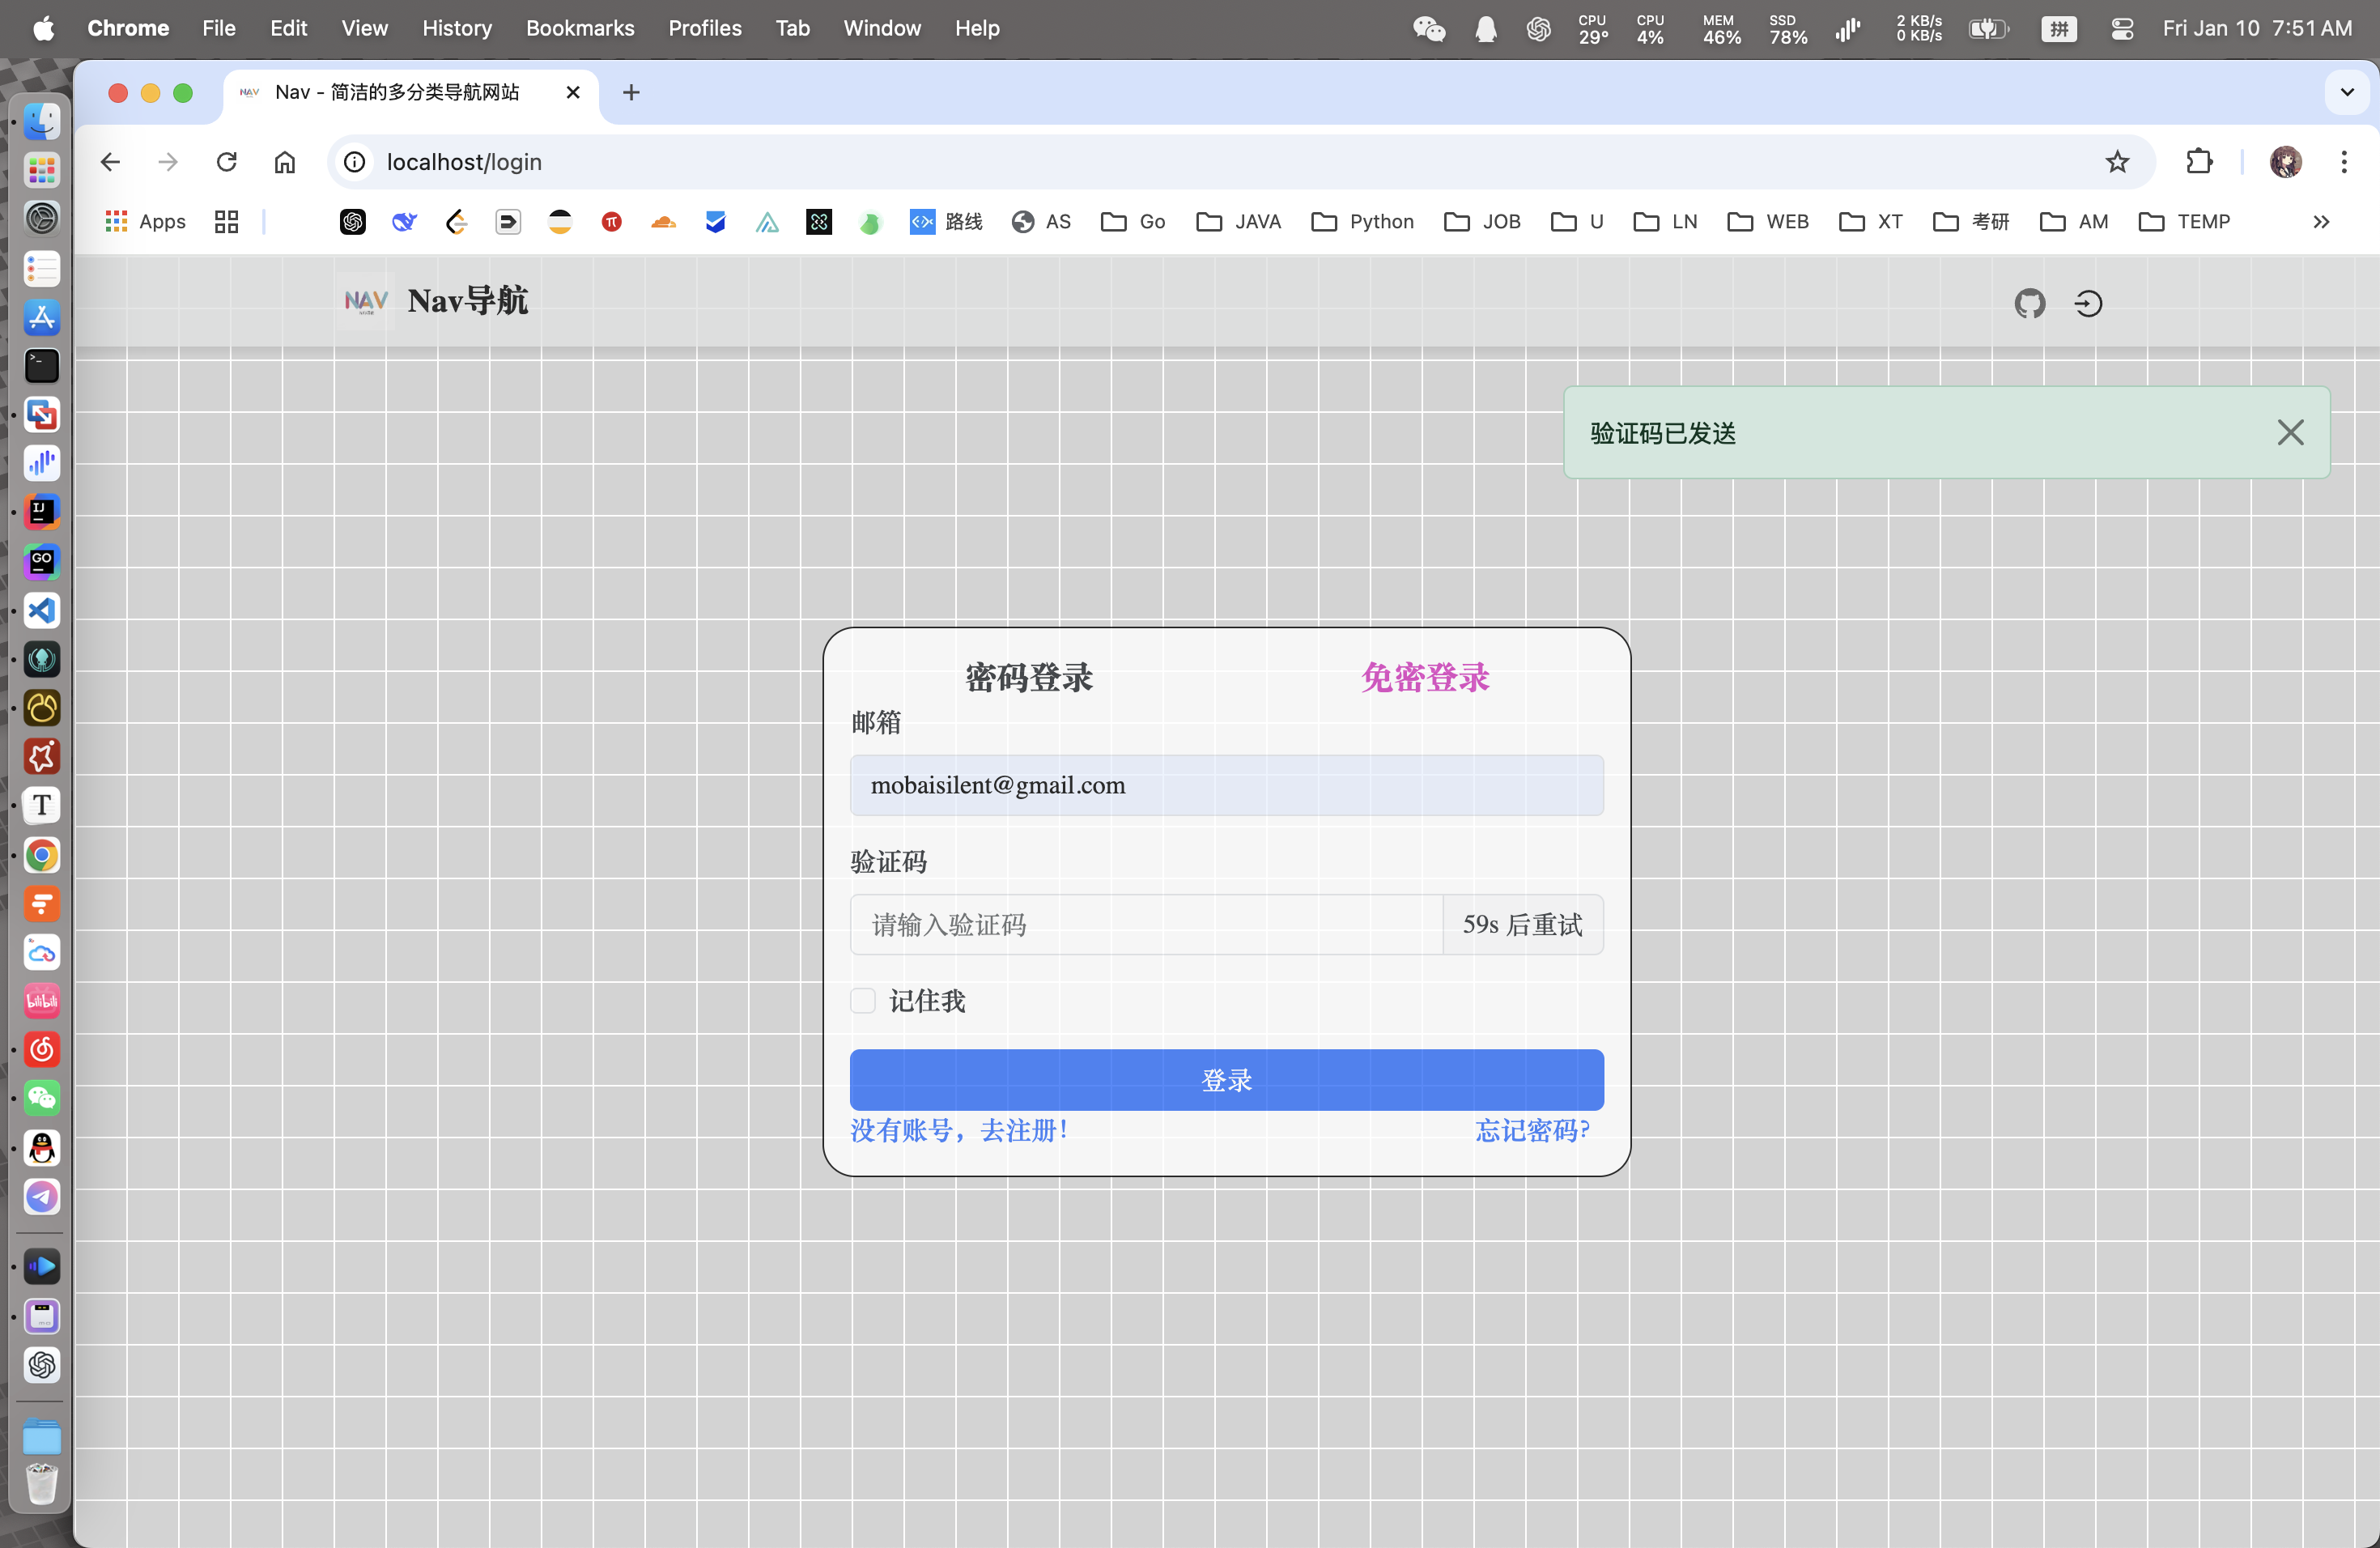 Chrome File Edit View History Bookmarks Profiles Tab Window Help
CPU 29° CPU 4% MEM 46% SSD 78% 2 KB/s 0 KB/s 拼 Fri Jan 10 7:51 AM
NAV Nav - 简洁的多分类导航网站
localhost/login
Apps 路线 AS Go JAVA Python JOB U LN WEB XT 考研 AM TEMP
NAV Nav导航
验证码已发送
密码登录 免密登录
邮箱
mobaisilent@gmail.com
验证码
请输入验证码 59s 后重试
记住我
登录
没有账号，去注册！ 忘记密码?
IJ
GO
T
bilibili